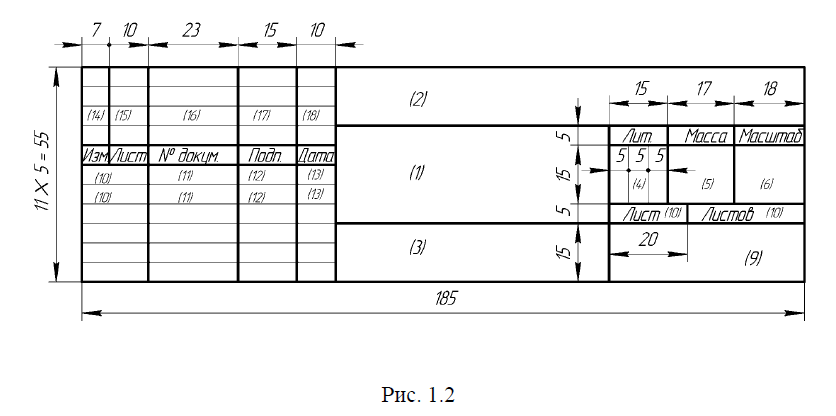 7 10 23 15 10
(2) 15 17 18
(14) (15) (16) (17) (18)
5 Лит. Масса Масштаб
Изм Лист № докум. Подп. Дата
11 × 5 = 55
(1) 15 5 5 5
(10) (11) (12) (13)
(4) (5) (6)
(10) (11) (12) (13)
5 Лист (10) Листов (10)
(3) 15 20 (9)
185
Рис. 1.2